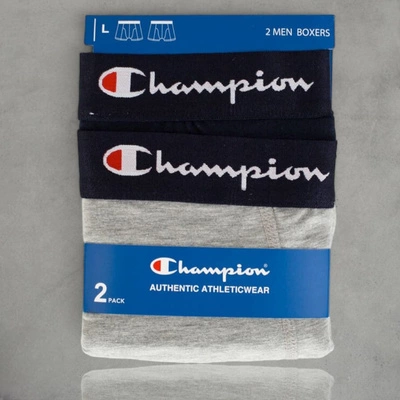 L 2 MEN BOXERS
Champion
Champion
Champion®
AUTHENTIC ATHLETICWEAR
2 PACK